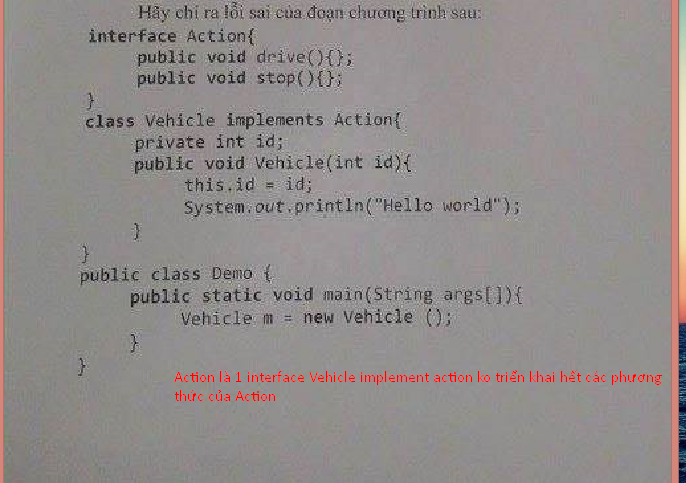 Hãy chỉ ra lỗi sai của đoạn chương trình sau:
interface Action{
public void drive(){};
public void stop(){};
}
class Vehicle implements Action{
private int id;
public void Vehicle(int id){
this.id = id;
System.out.println("Hello world");
}
}
public class Demo {
public static void main(String args[]){
Vehicle m = new Vehicle ();
}
}
Action là 1 interface Vehicle implement action ko triển khai hết các phương
thức của Action